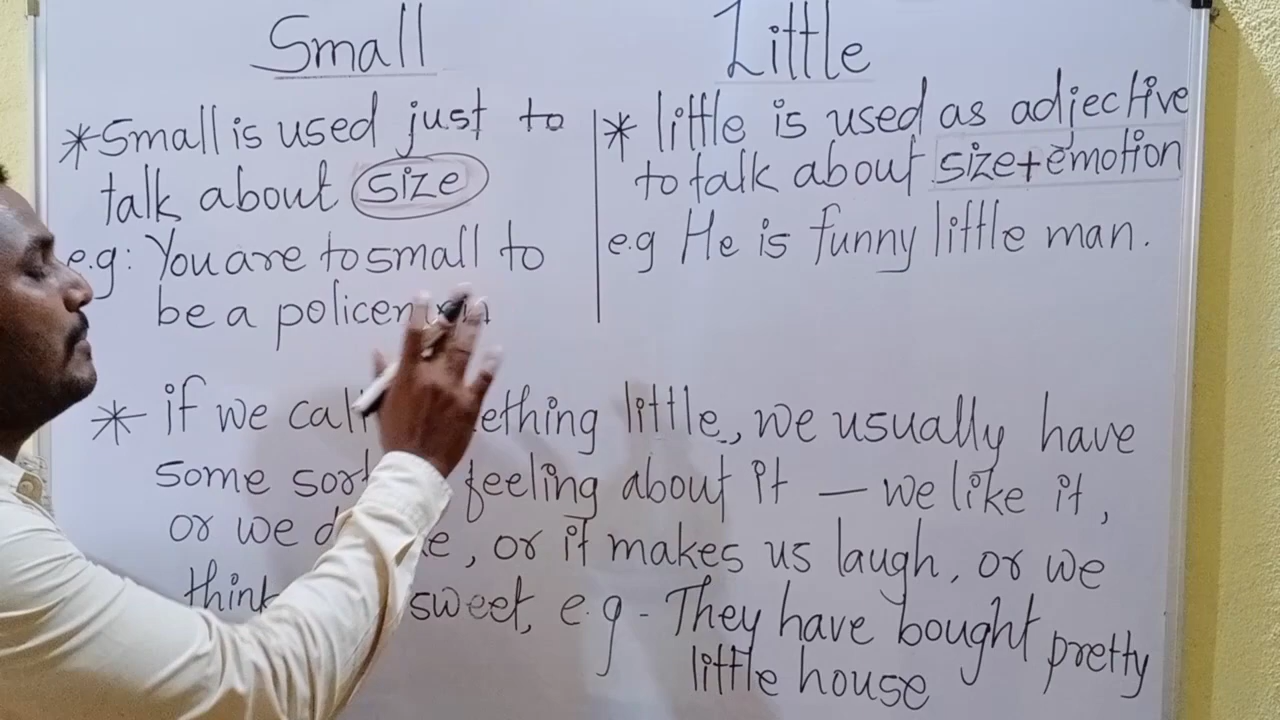 Small
* Small is used just to
talk about size
e.g: You are to small to
be a policeman
Little
* little is used as adjective
to talk about size+emotion
e.g He is funny little man.
* if we call ething little, we usually have
some sort feeling about it — we like it,
or we d ke, or it makes us laugh, or we
think sweet, e.g - They have bought pretty
little house